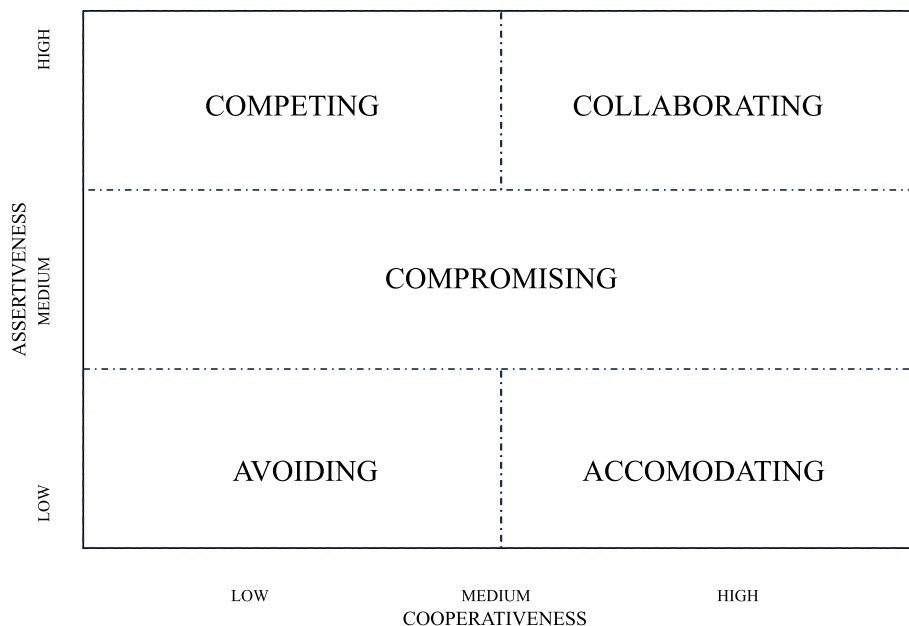 HIGH
COMPETING
COLLABORATING
ASSERTIVENESS
MEDIUM
COMPROMISING
LOW
AVOIDING
ACCOMODATING
LOW
MEDIUM
HIGH
COOPERATIVENESS